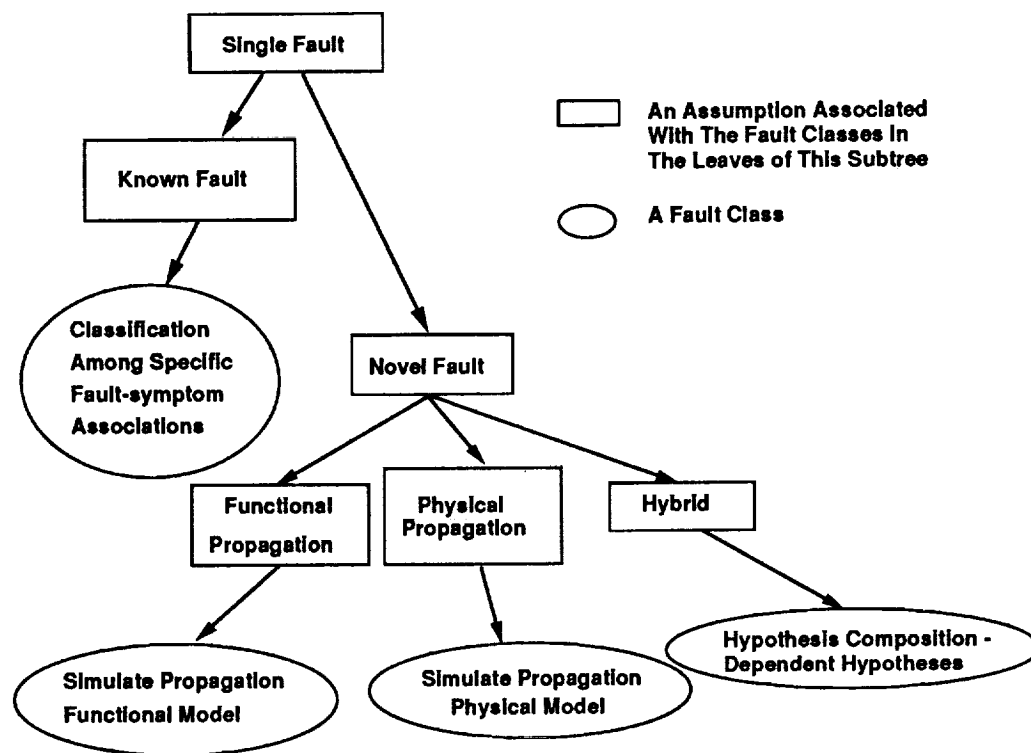 Single Fault
An Assumption Associated
With The Fault Classes In
The Leaves of This Subtree
Known Fault
A Fault Class
Classification
Among Specific
Fault-symptom
Associations
Novel Fault
Functional
Propagation
Physical
Propagation
Hybrid
Simulate Propagation
Functional Model
Simulate Propagation
Physical Model
Hypothesis Composition -
Dependent Hypotheses